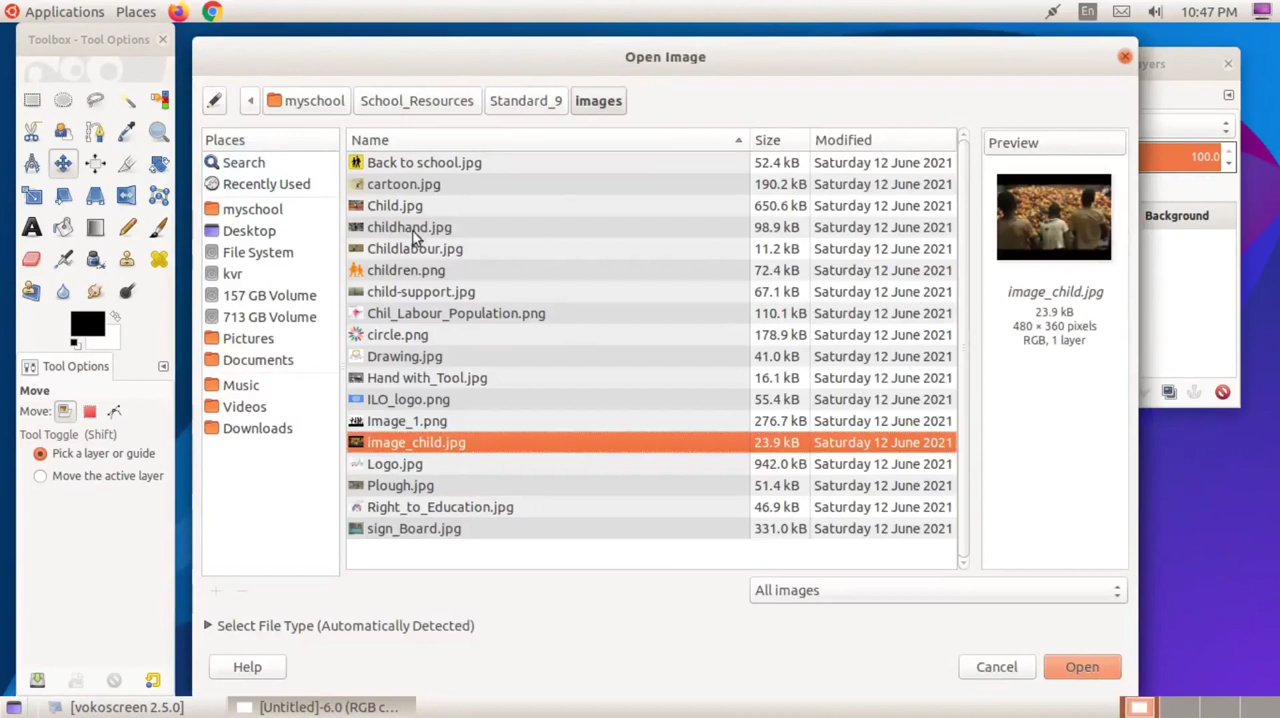 Applications Places En 10:47 PM
Toolbox - Tool Options
Open Image
yers
myschool School_Resources Standard_9 images
Places Name Size Modified Preview
Search Back to school.jpg 52.4 kB Saturday 12 June 2021
100.0
Recently Used cartoon.jpg 190.2 kB Saturday 12 June 2021
myschool Child.jpg 650.6 kB Saturday 12 June 2021
Background
Desktop childhand.jpg 98.9 kB Saturday 12 June 2021
File System Childlabour.jpg 11.2 kB Saturday 12 June 2021
kvr children.png 72.4 kB Saturday 12 June 2021
157 GB Volume child-support.jpg 67.1 kB Saturday 12 June 2021
image_child.jpg
713 GB Volume Chil_Labour_Population.png 110.1 kB Saturday 12 June 2021
23.9 kB
480 × 360 pixels
RGB, 1 layer
Pictures circle.png 178.9 kB Saturday 12 June 2021
Documents Drawing.jpg 41.0 kB Saturday 12 June 2021
Tool Options
Music Hand with_Tool.jpg 16.1 kB Saturday 12 June 2021
Move
Videos ILO_logo.png 55.4 kB Saturday 12 June 2021
Move:
Downloads Image_1.png 276.7 kB Saturday 12 June 2021
Tool Toggle (Shift)
image_child.jpg 23.9 kB Saturday 12 June 2021
Pick a layer or guide
Logo.jpg 942.0 kB Saturday 12 June 2021
Move the active layer
Plough.jpg 51.4 kB Saturday 12 June 2021
Right_to_Education.jpg 46.9 kB Saturday 12 June 2021
sign_Board.jpg 331.0 kB Saturday 12 June 2021
All images
Select File Type (Automatically Detected)
Help Cancel Open
[vokoscreen 2.5.0] [Untitled]-6.0 (RGB c...